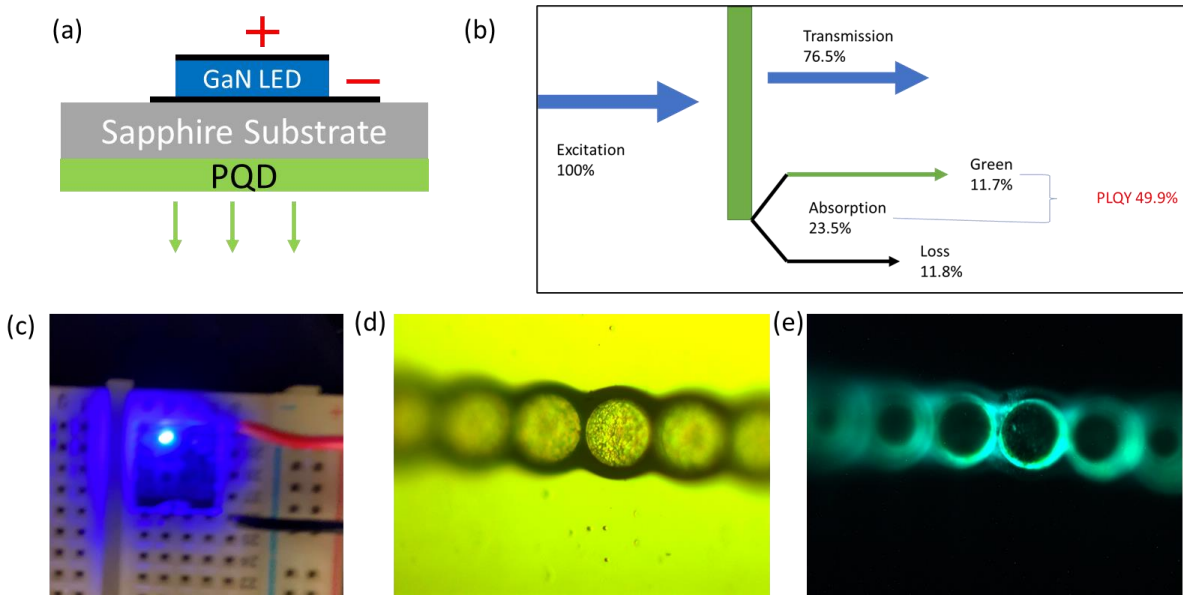 (a)
+
GaN LED
−
Sapphire Substrate
PQD
(b)
Transmission
76.5%
Excitation
100%
Green
11.7%
Absorption
23.5%
PLQY 49.9%
Loss
11.8%
(c)
(d)
(e)